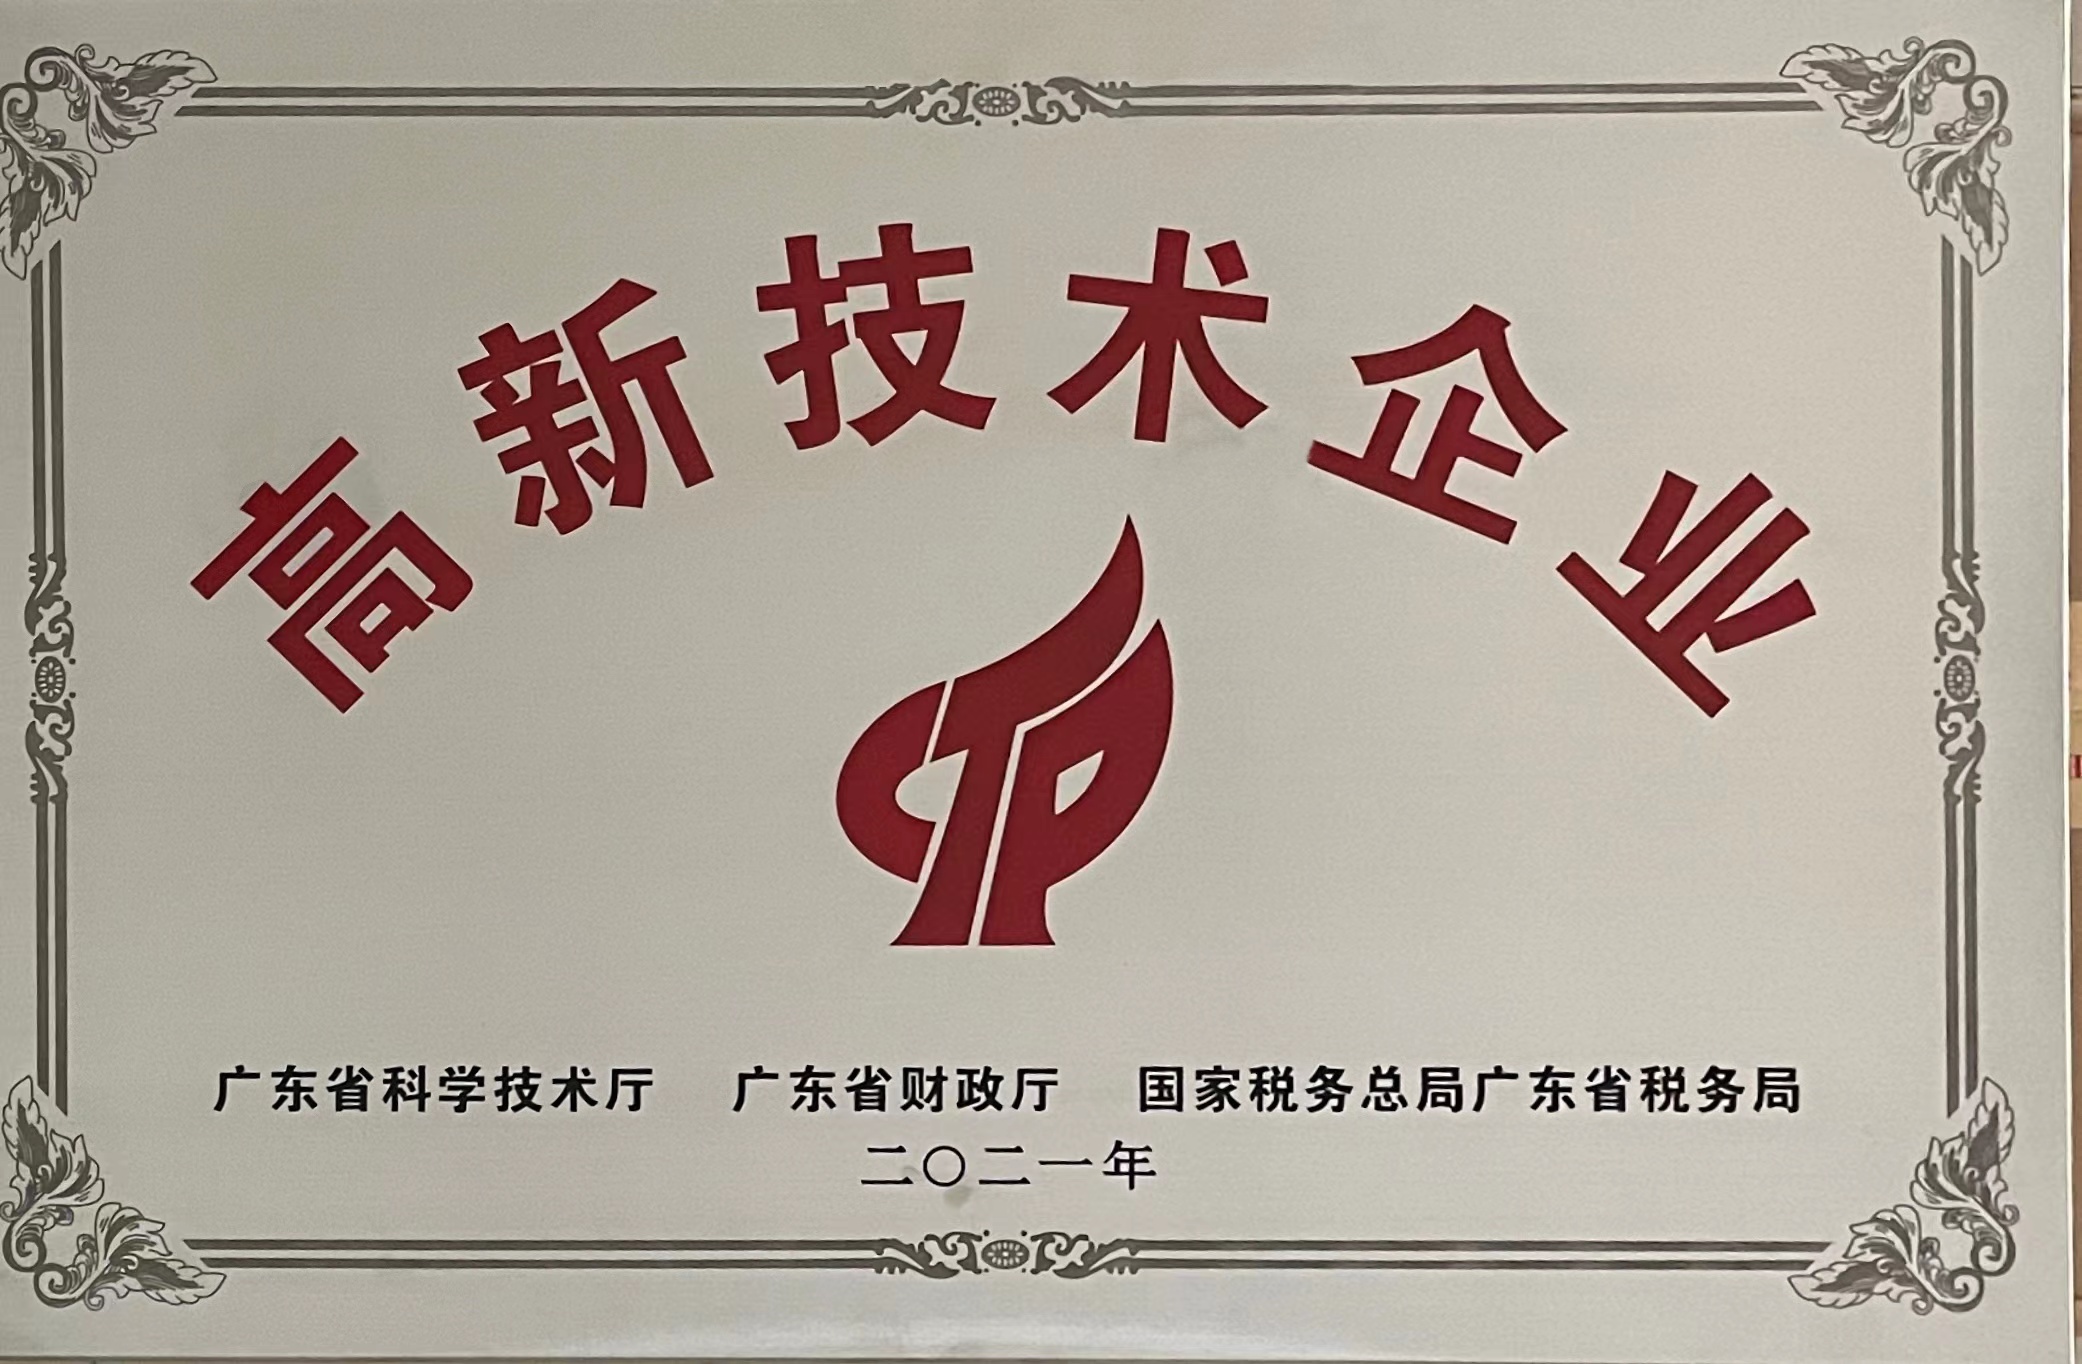 高新技术企业
广东省科学技术厅 广东省财政厅 国家税务总局广东省税务局
二〇二一年